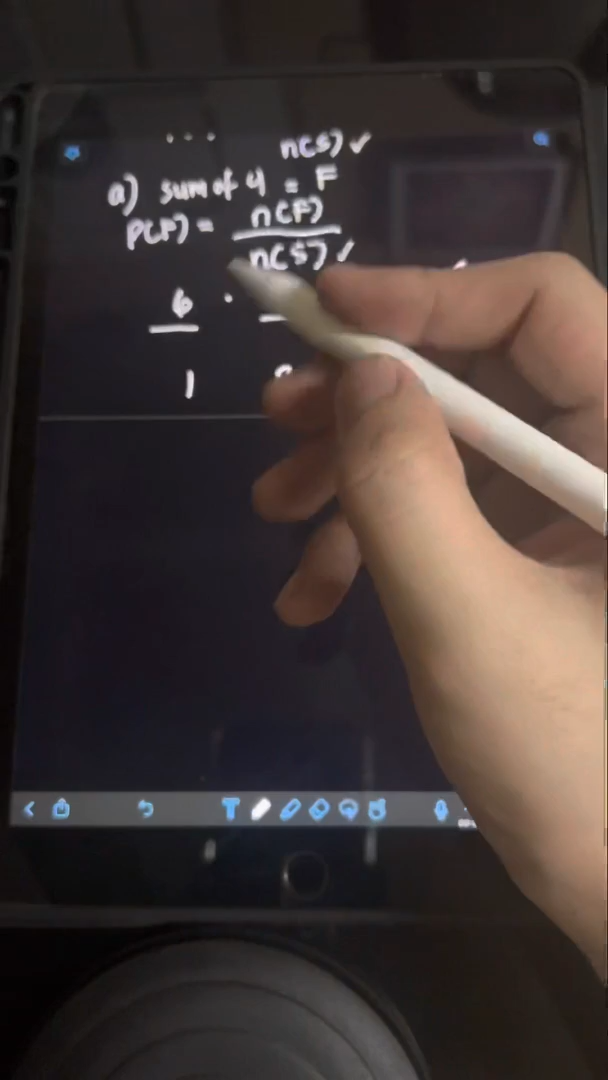 n(S) ✓
a) sum of 4 = F
P(F) = n(F)
n(S) ✓
6 ·
1
T